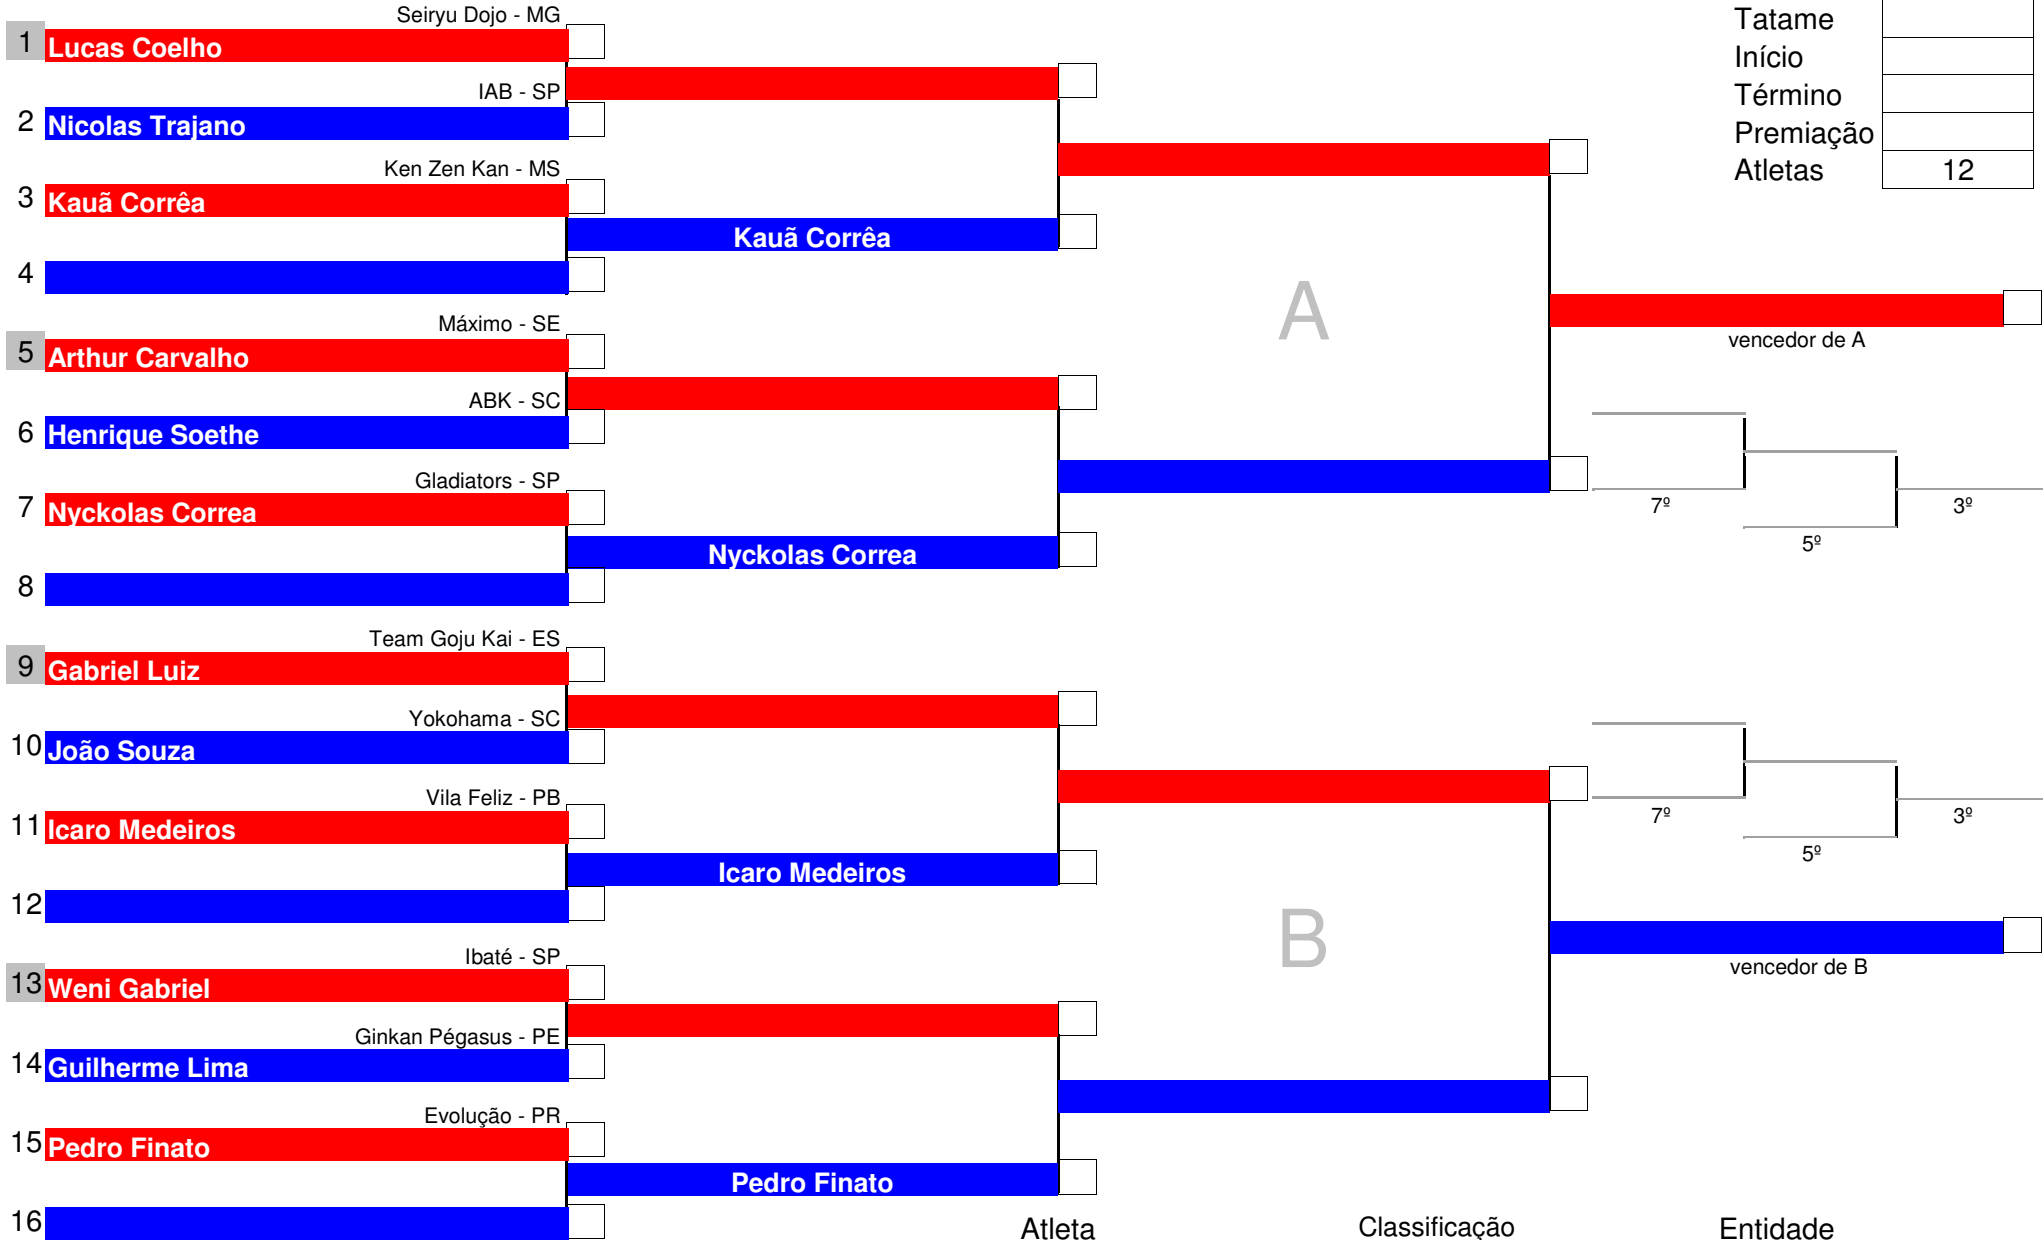 Seiryu Dojo - MG
1 Lucas Coelho
IAB - SP
2 Nicolas Trajano
Ken Zen Kan - MS
3 Kauã Corrêa
Kauã Corrêa
4
Máximo - SE
5 Arthur Carvalho
ABK - SC
6 Henrique Soethe
Gladiators - SP
7 Nyckolas Correa
Nyckolas Correa
8
Team Goju Kai - ES
9 Gabriel Luiz
Yokohama - SC
10 João Souza
Vila Feliz - PB
11 Icaro Medeiros
Icaro Medeiros
12
Ibaté - SP
13 Weni Gabriel
Ginkan Pégasus - PE
14 Guilherme Lima
Evolução - PR
15 Pedro Finato
Pedro Finato
16
A
B
Tatame
Início
Término
Premiação
Atletas 12
vencedor de A
7º
3º
5º
7º
3º
5º
vencedor de B
Atleta Classificação Entidade